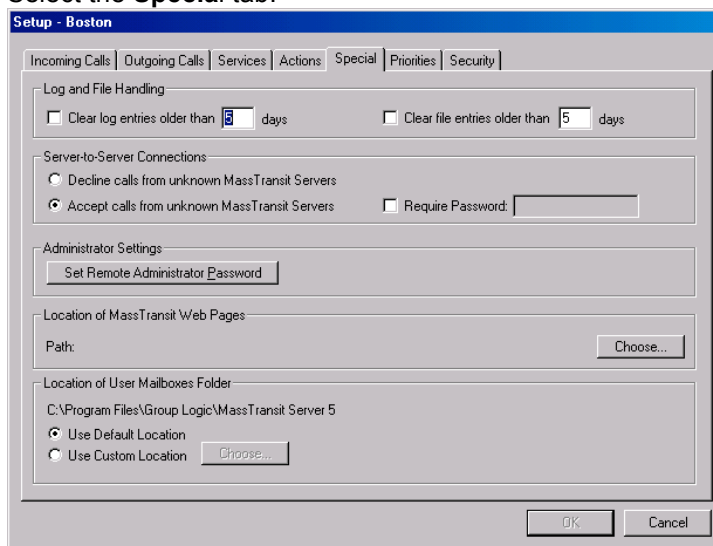 Select the Special tab.
Setup - Boston
Incoming Calls Outgoing Calls Services Actions Special Priorities Security
Log and File Handling
Clear log entries older than 5 days Clear file entries older than 5 days
Server-to-Server Connections
Decline calls from unknown MassTransit Servers
Accept calls from unknown MassTransit Servers Require Password:
Administrator Settings
Set Remote Administrator Password
Location of MassTransit Web Pages
Path: Choose...
Location of User Mailboxes Folder
C:\Program Files\Group Logic\MassTransit Server 5
Use Default Location
Use Custom Location Choose...
OK Cancel